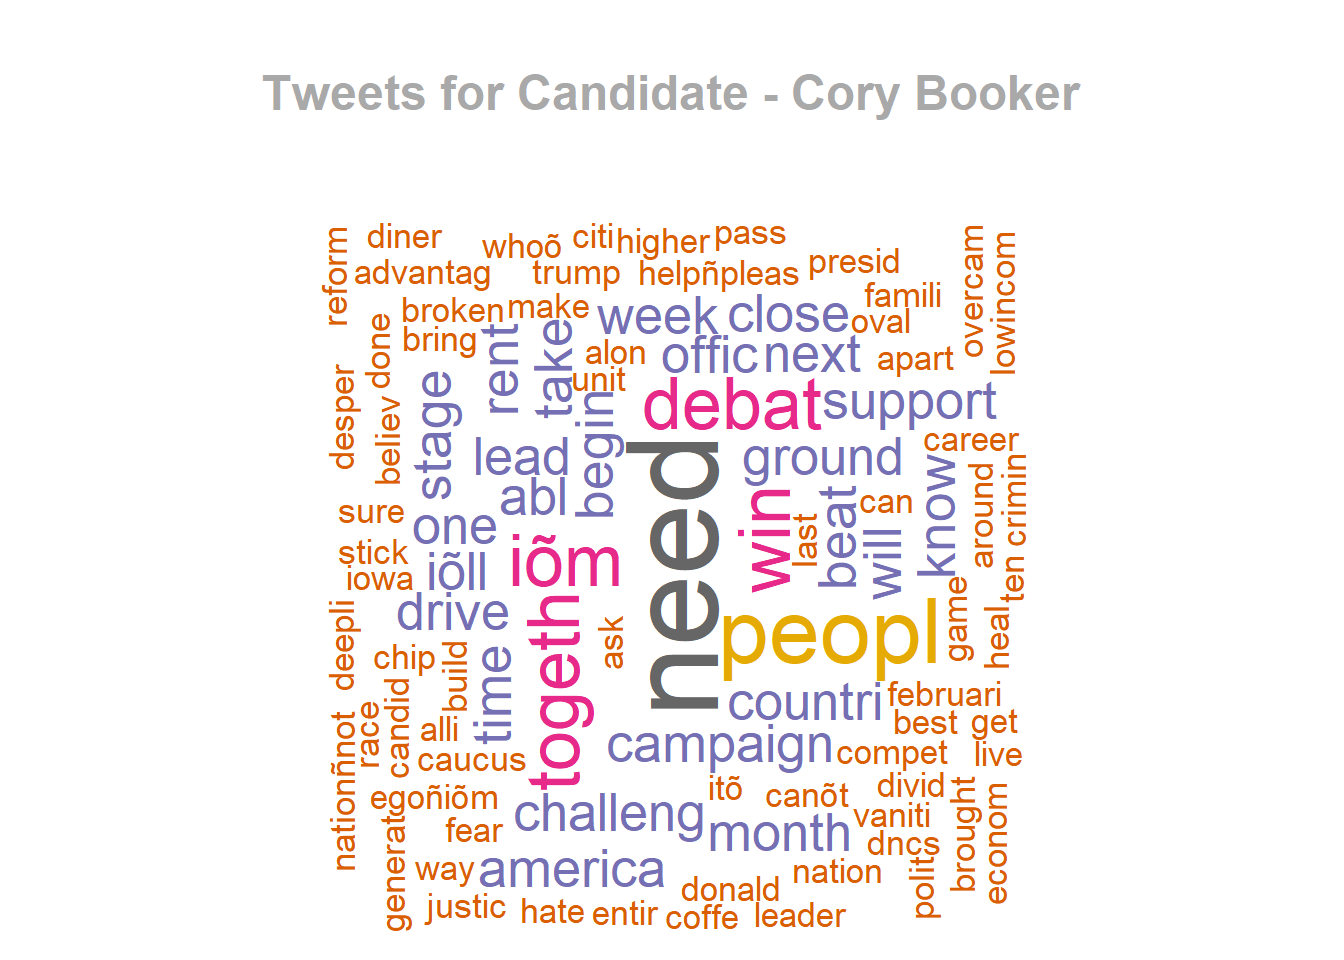 Tweets for Candidate - Cory Booker
reform
diner
whoõ
citi
higher
pass
overcam
lowincom
advantag
trump
helpñpleas
presid
broken
make
week
close
famili
oval
bring
done
rent
take
alon
offic
next
apart
unit
desper
believ
stage
begin
debat
support
lead
need
ground
career
abl
win
last
beat
can
will
know
around
crimin
sure
one
iõm
stick
iõll
iowa
ten
drive
togeth
ask
peopl
game
heal
deepli
chip
build
time
countri
februari
nationñnot
race
candid
alli
campaign
best
get
caucus
compet
live
egoñiõm
challeng
itõ
canõt
divid
brought
econom
generat
fear
month
vaniti
dncs
way
america
donald
nation
polit
justic
hate
entir
coffe
leader